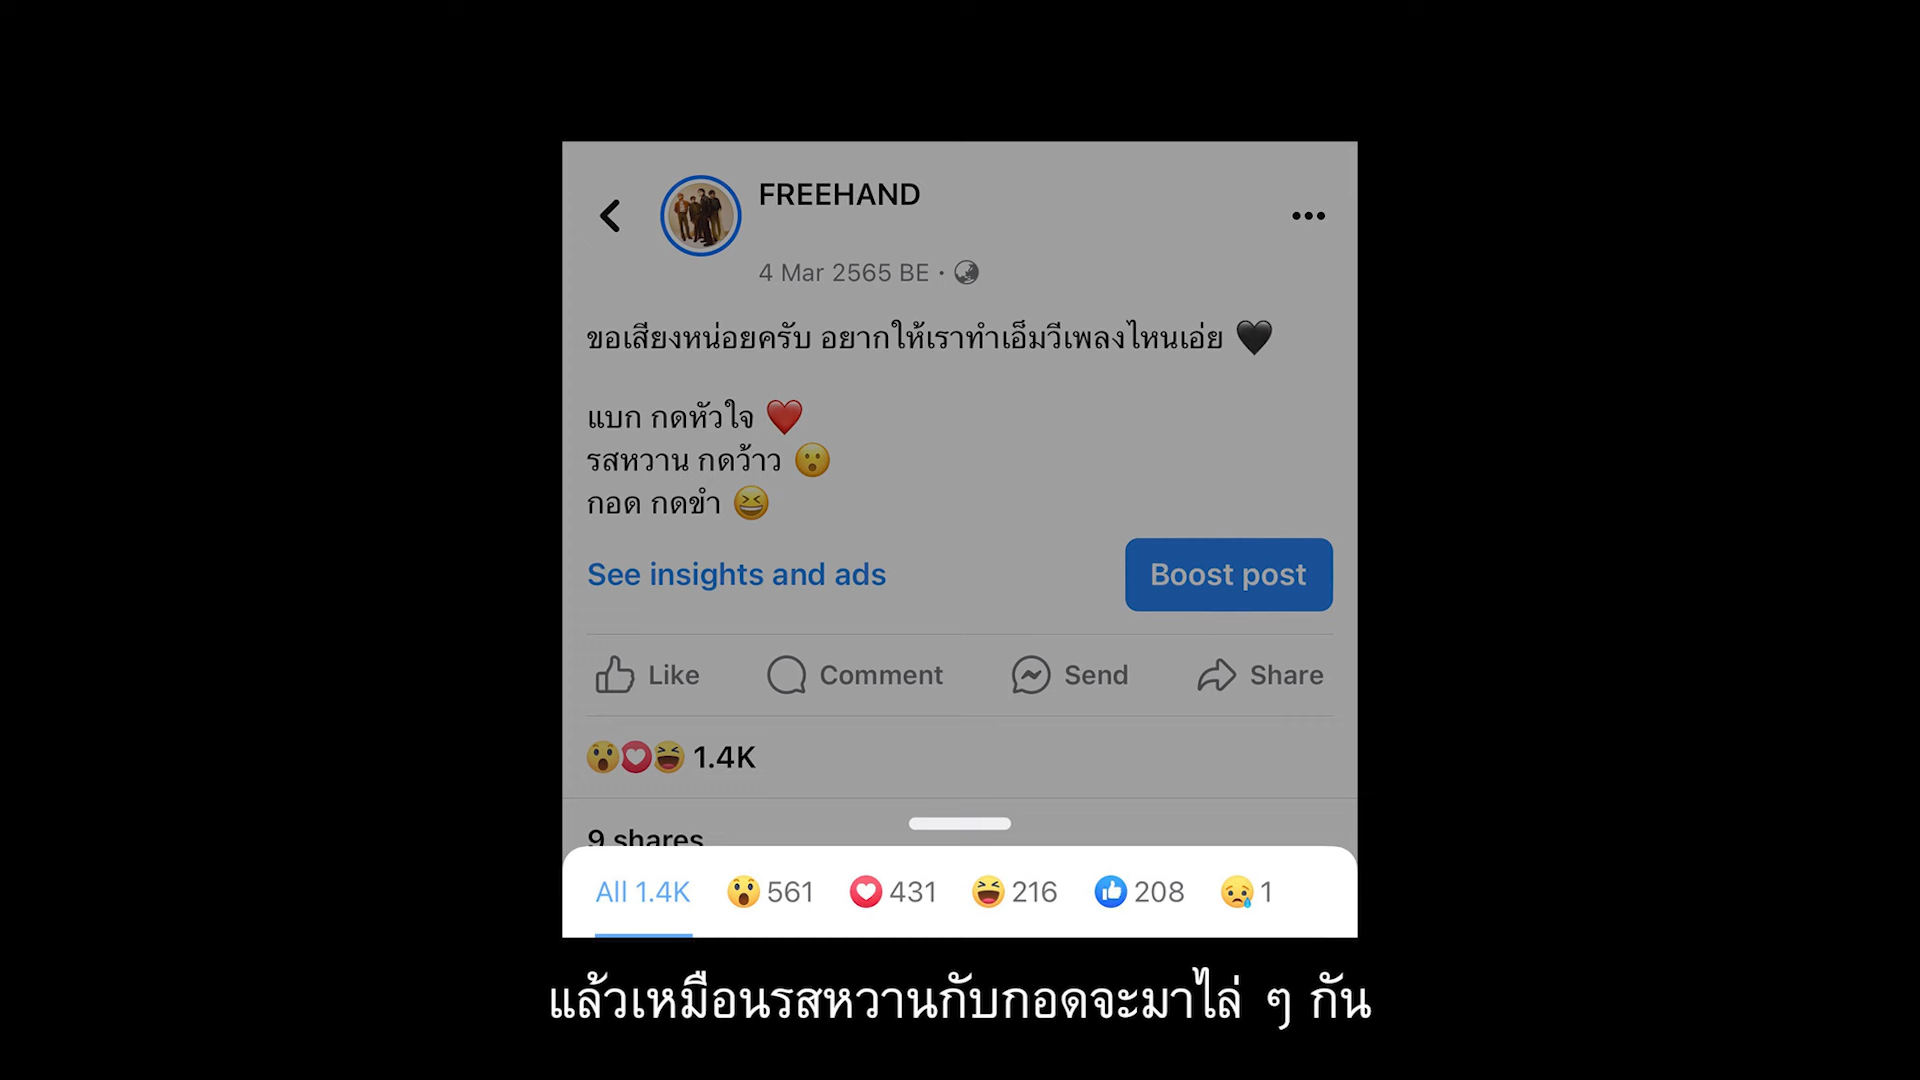 FREEHAND
4 Mar 2565 BE ·
ขอเสียงหน่อยครับ อยากให้เราทำเอ็มวีเพลงไหนเอ่ย 🖤
แบก กดหัวใจ ❤️
รสหวาน กดว้าว 😮
กอด กดขำ 😆
See insights and ads
Boost post
Like Comment Send Share
1.4K
9 shares
All 1.4K 561 431 216 208 1
แล้วเหมือนรสหวานกับกอดจะมาไล่ ๆ กัน